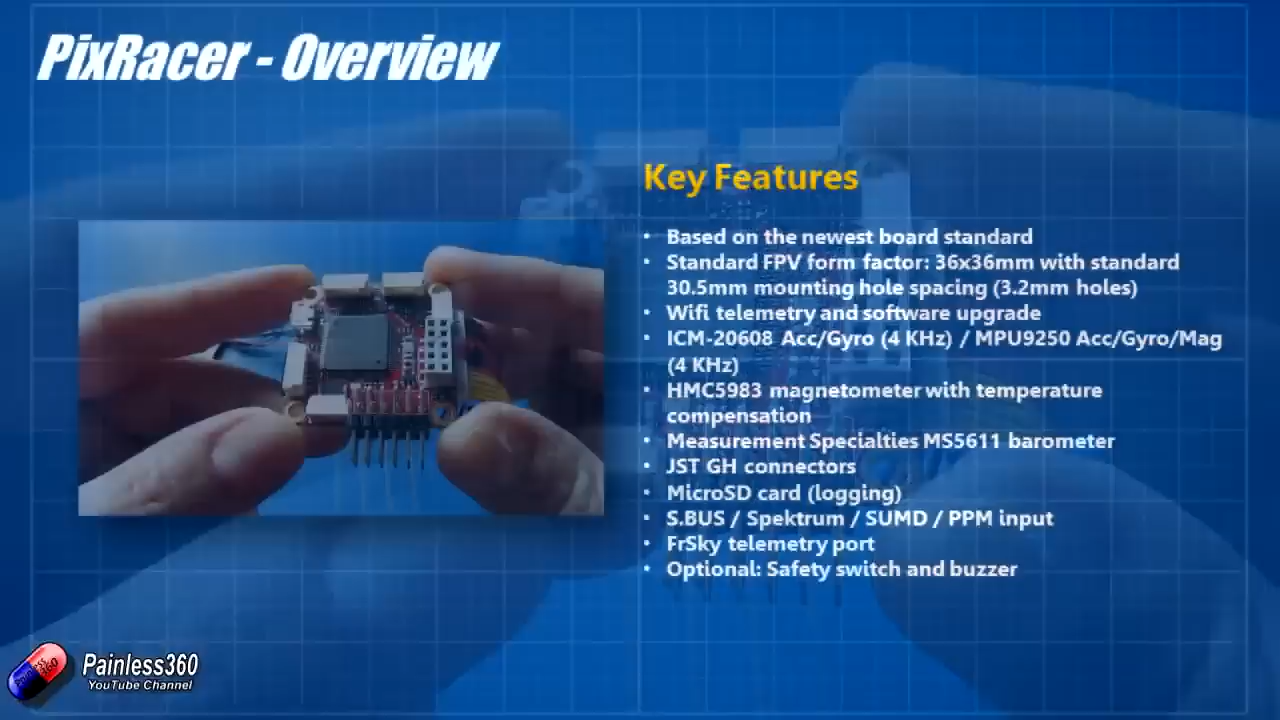 PixRacer - Overview
Key Features
• Based on the newest board standard
• Standard FPV form factor: 36x36mm with standard
30.5mm mounting hole spacing (3.2mm holes)
• Wifi telemetry and software upgrade
• ICM-20608 Acc/Gyro (4 KHz) / MPU9250 Acc/Gyro/Mag
(4 KHz)
• HMC5983 magnetometer with temperature
compensation
• Measurement Specialties MS5611 barometer
• JST GH connectors
• MicroSD card (logging)
• S.BUS / Spektrum / SUMD / PPM input
• FrSky telemetry port
• Optional: Safety switch and buzzer
Painless360
YouTube Channel